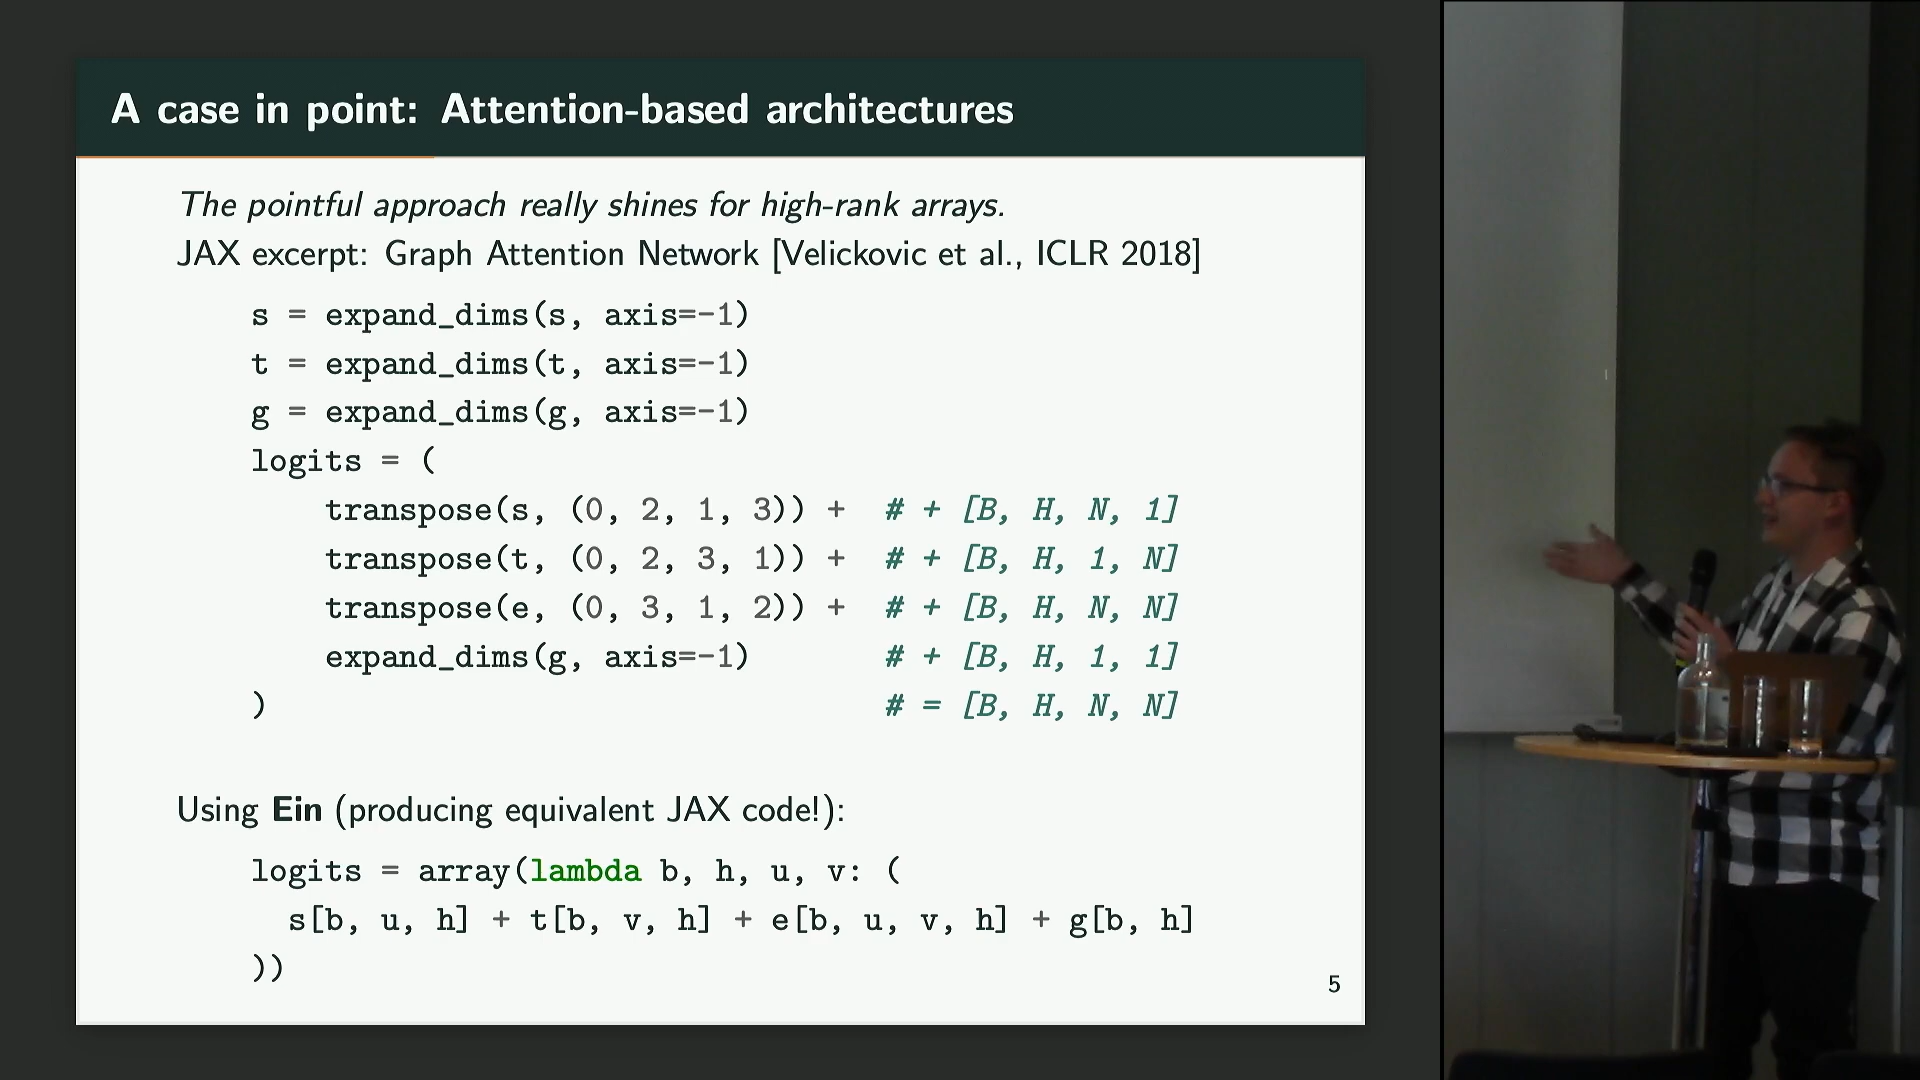 A case in point: Attention-based architectures
The pointful approach really shines for high-rank arrays.
JAX excerpt: Graph Attention Network [Velickovic et al., ICLR 2018]
s = expand_dims(s, axis=-1)
t = expand_dims(t, axis=-1)
g = expand_dims(g, axis=-1)
logits = (
transpose(s, (0, 2, 1, 3)) + # + [B, H, N, 1]
transpose(t, (0, 2, 3, 1)) + # + [B, H, 1, N]
transpose(e, (0, 3, 1, 2)) + # + [B, H, N, N]
expand_dims(g, axis=-1) # + [B, H, 1, 1]
) # = [B, H, N, N]
Using Ein (producing equivalent JAX code!):
logits = array(lambda b, h, u, v: (
s[b, u, h] + t[b, v, h] + e[b, u, v, h] + g[b, h]
))
5